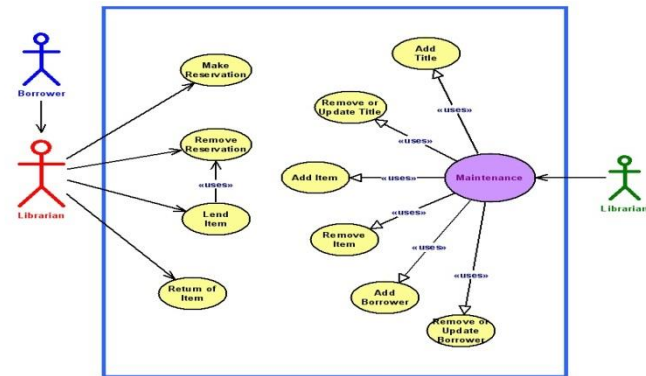 Borrower
Librarian
Make
Reservation
Remove
Reservation
«uses»
Lend
Item
Return of
Item
Add
Title
«uses»
Remove or
Update Title
«uses»
Add Item
«uses»
Maintenance
Librarian
Remove
Item
«uses»
Add
Borrower
«uses»
Remove or
Update
Borrower
«uses»